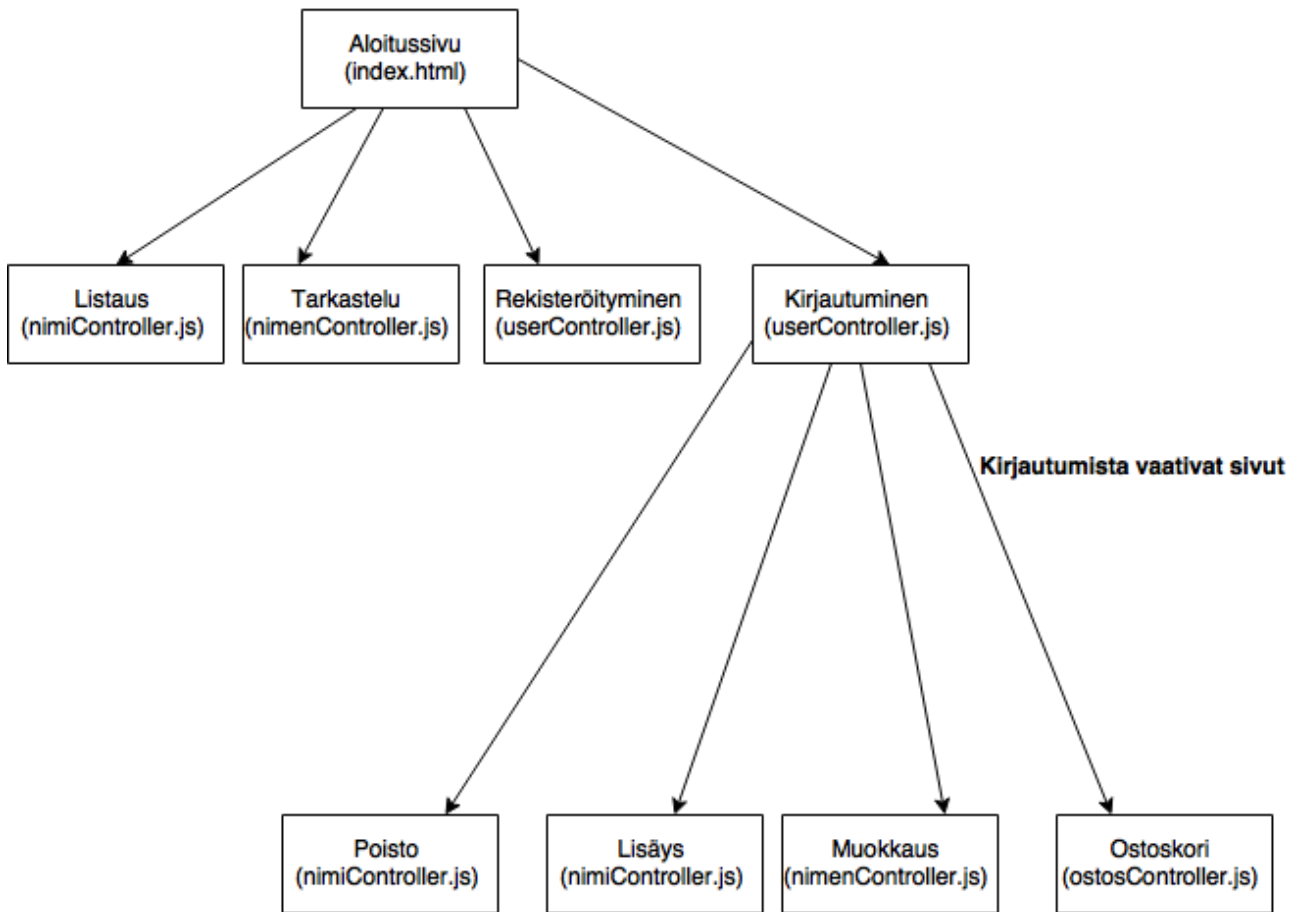 Aloitussivu
(index.html)
Listaus
(nimiController.js)
Tarkastelu
(nimenController.js)
Rekisteröityminen
(userController.js)
Kirjautuminen
(userController.js)
Kirjautumista vaativat sivut
Poisto
(nimiController.js)
Lisäys
(nimiController.js)
Muokkaus
(nimenController.js)
Ostoskori
(ostosController.js)